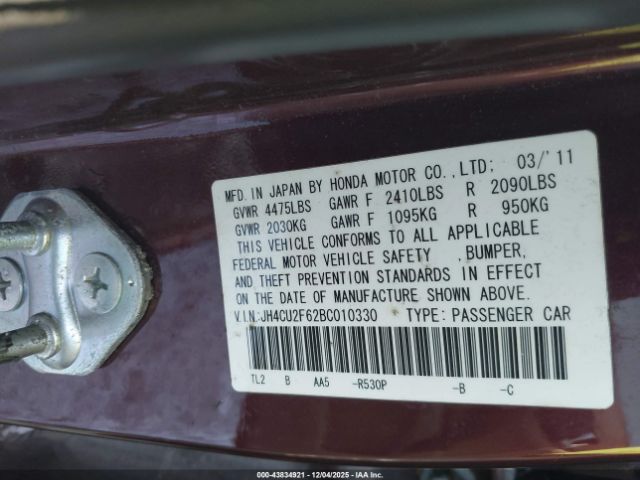 MFD. IN JAPAN BY HONDA MOTOR CO., LTD; 03/'11
GVWR 4475LBS GAWR F 2410LBS R 2090LBS
GVWR 2030KG GAWR F 1095KG R 950KG
THIS VEHICLE CONFORMS TO ALL APPLICABLE
FEDERAL MOTOR VEHICLE SAFETY ,BUMPER,
AND THEFT PREVENTION STANDARDS IN EFFECT
ON THE DATE OF MANUFACTURE SHOWN ABOVE.
V.I.N:JH4CU2F62BC010330 TYPE: PASSENGER CAR
TL2 B AA5 -R530P -B -C
000-43834921 - 12/04/2025 - IAAI.COM